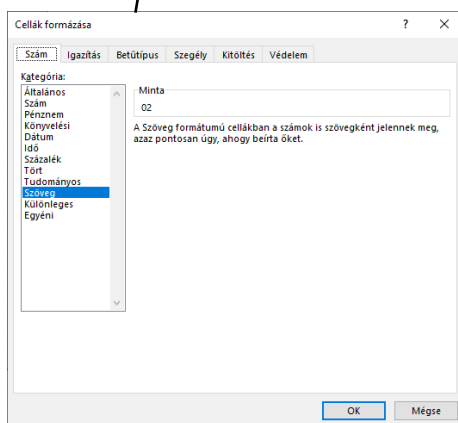 Cellák formázása
?
Szám Igazítás Betűtípus Szegély Kitöltés Védelem
Kategória:
Általános
Szám
Pénznem
Könyvelési
Dátum
Idő
Százalék
Tört
Tudományos
Szöveg
Különleges
Egyéni
Minta
02
A Szöveg formátumú cellákban a számok is szövegként jelennek meg,
azaz pontosan úgy, ahogy beírta őket.
OK Mégse